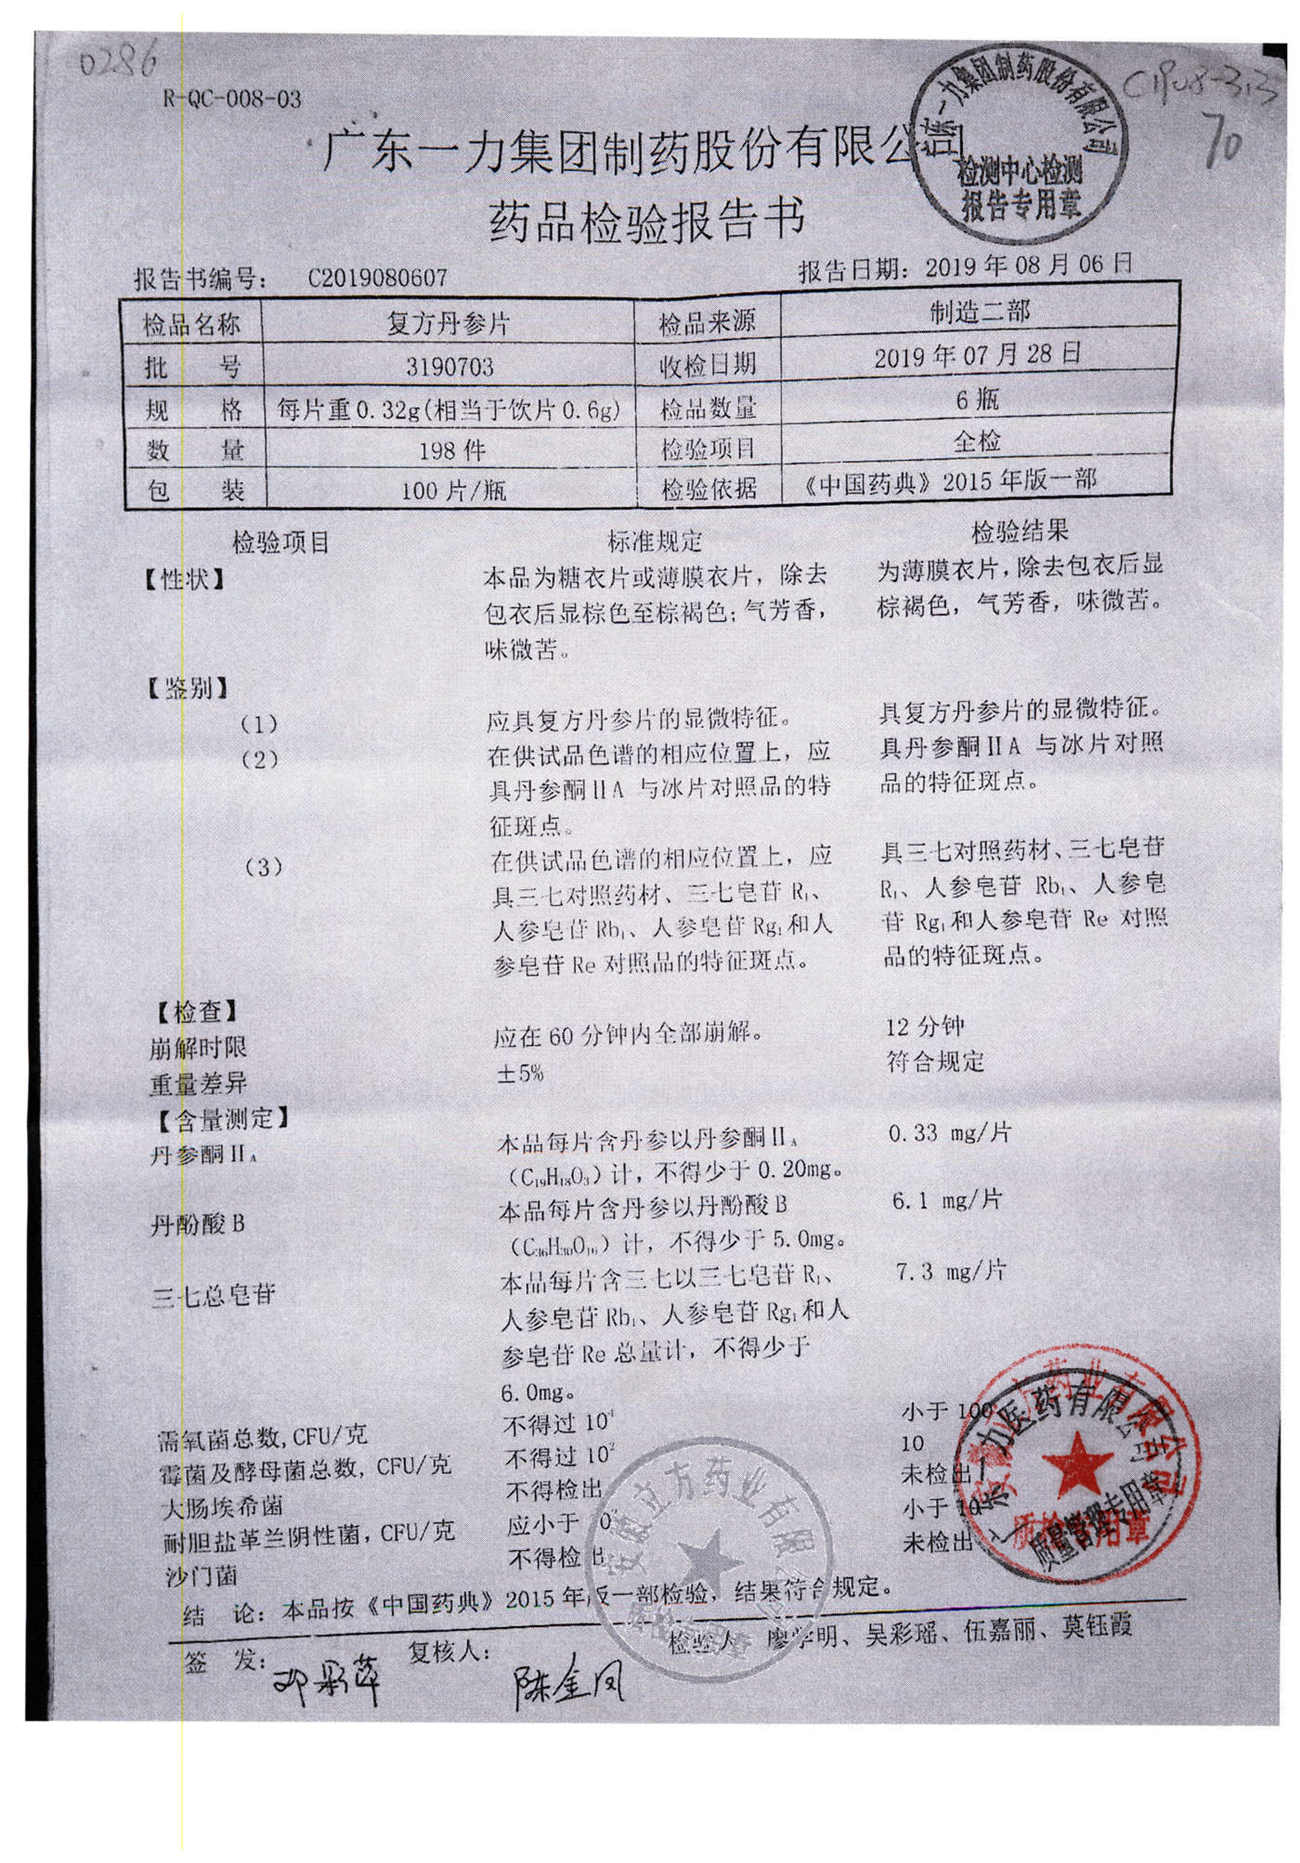 0286
R-QC-008-03
70
广东一力集团制药股份有限公司
检测中心检测
报告专用章
药品检验报告书
报告书编号: C2019080607 报告日期: 2019年08月06日
检品名称 复方丹参片 检品来源 制造二部
批 号 3190703 收检日期 2019年07月28日
规 格 每片重0.32g(相当于饮片0.6g) 检品数量 6瓶
数 量 198件 检验项目 全检
包 装 100片/瓶 检验依据 《中国药典》2015年版一部
检验项目 标准规定 检验结果
【性状】 本品为糖衣片或薄膜衣片，除去 为薄膜衣片，除去包衣后显
包衣后显棕色至棕褐色；气芳香， 棕褐色，气芳香，味微苦。
味微苦。
【鉴别】
(1) 应具复方丹参片的显微特征。 具复方丹参片的显微特征。
(2) 在供试品色谱的相应位置上，应 具丹参酮ⅡA 与冰片对照
具丹参酮ⅡA 与冰片对照品的特 品的特征斑点。
征斑点。
(3) 在供试品色谱的相应位置上，应 具三七对照药材、三七皂苷
具三七对照药材、三七皂苷R₁、 R₁、人参皂苷 Rb₁、人参皂
人参皂苷Rb₁、人参皂苷Rg₁和人 苷Rg₁和人参皂苷 Re 对照
参皂苷 Re 对照品的特征斑点。 品的特征斑点。
【检查】
崩解时限 应在60分钟内全部崩解。 12分钟
重量差异 ±5% 符合规定
【含量测定】
丹参酮ⅡA 本品每片含丹参以丹参酮ⅡA 0.33 mg/片
（C₁₉H₁₈O₃）计，不得少于0.20mg。
丹酚酸B 本品每片含丹参以丹酚酸B 6.1 mg/片
（C₃₆H₃₀O₁₆）计，不得少于5.0mg。
三七总皂苷 本品每片含三七以三七皂苷R₁、 7.3 mg/片
人参皂苷Rb₁、人参皂苷Rg₁和人
参皂苷 Re 总量计，不得少于
6.0mg。
需氧菌总数,CFU/克 不得过10⁴ 小于100
霉菌及酵母菌总数，CFU/克 不得过10² 10
大肠埃希菌 不得检出 未检出
耐胆盐革兰阴性菌，CFU/克 应小于 小于10
沙门菌 不得检出 未检出
结 论: 本品按《中国药典》2015年版一部检验，结果符合规定。
签 发: 邓彩萍 复核人: 陈金凤 检验人 廖学明、吴彩瑶、伍嘉丽、莫钰霞